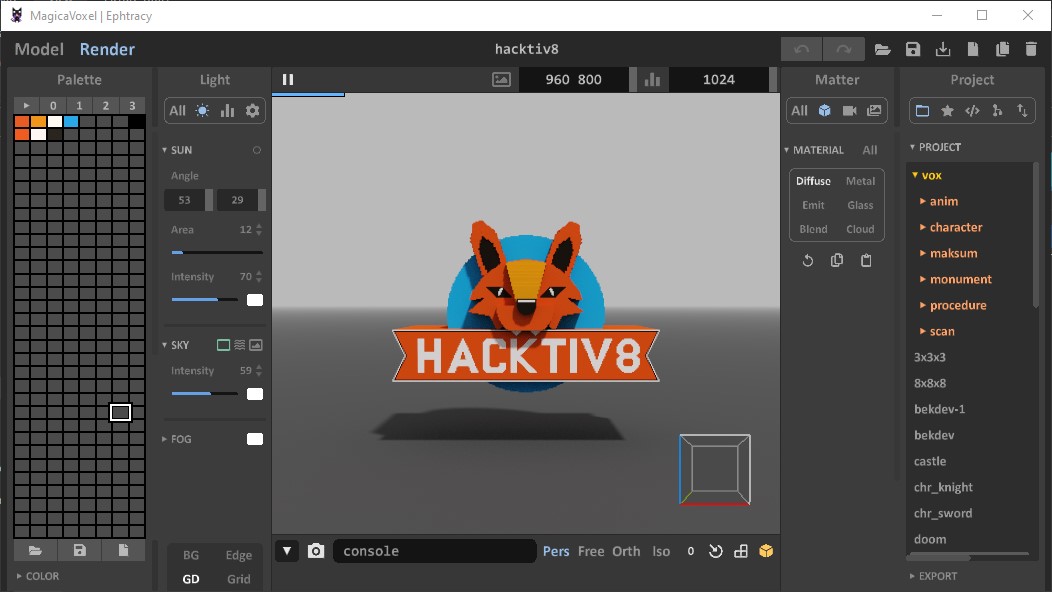 MagicaVoxel | Ephtracy
Model Render
hacktiv8
Palette
Light
960 800
1024
Matter
Project
0 1 2 3
All
All
SUN
MATERIAL All
PROJECT
Angle
53 29
Diffuse Metal
Emit Glass
Blend Cloud
vox
anim
character
maksum
monument
procedure
scan
3x3x3
8x8x8
bekdev-1
bekdev
castle
chr_knight
chr_sword
doom
Area 12
Intensity 70
SKY
Intensity 59
FOG
HACKTIV8
BG Edge
GD Grid
console
Pers Free Orth Iso 0
COLOR
EXPORT